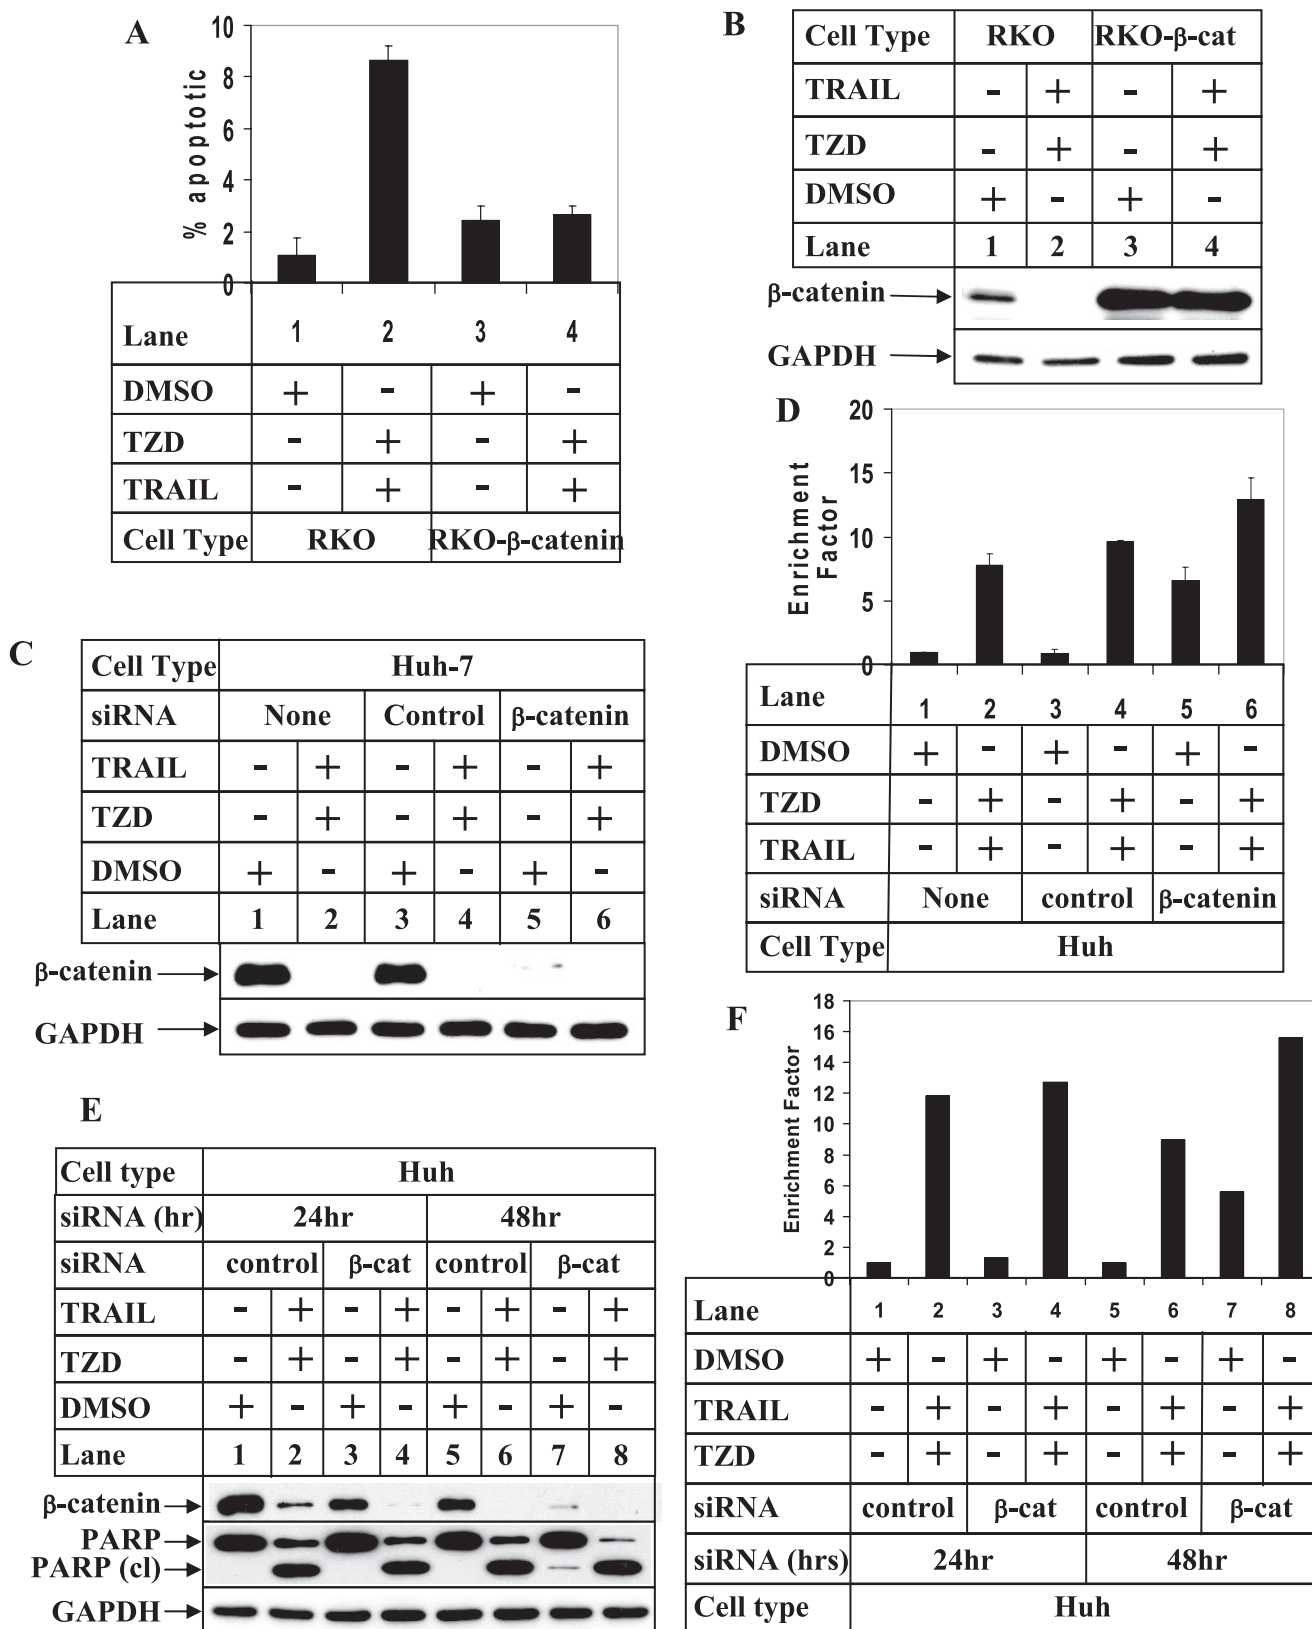 A
% apoptotic
10
8
6
4
2
0
Lane 1 2 3 4
DMSO + - + -
TZD - + - +
TRAIL - + - +
Cell Type RKO RKO-β-catenin
B
Cell Type RKO RKO-β-cat
TRAIL - + - +
TZD - + - +
DMSO + - + -
Lane 1 2 3 4
β-catenin
GAPDH
C
Cell Type Huh-7
siRNA None Control β-catenin
TRAIL - + - + - +
TZD - + - + - +
DMSO + - + - + -
Lane 1 2 3 4 5 6
β-catenin
GAPDH
D
Enrichment
Factor
20
15
10
5
0
Lane 1 2 3 4 5 6
DMSO + - + - + -
TZD - + - + - +
TRAIL - + - + - +
siRNA None control β-catenin
Cell Type Huh
E
Cell type Huh
siRNA (hr) 24hr 48hr
siRNA control β-cat control β-cat
TRAIL - + - + - + - +
TZD - + - + - + - +
DMSO + - + - + - + -
Lane 1 2 3 4 5 6 7 8
β-catenin
PARP
PARP (cl)
GAPDH
F
Enrichment Factor
18
16
14
12
10
8
6
4
2
0
Lane 1 2 3 4 5 6 7 8
DMSO + - + - + - + -
TRAIL - + - + - + - +
TZD - + - + - + - +
siRNA control β-cat control β-cat
siRNA (hrs) 24hr 48hr
Cell type Huh